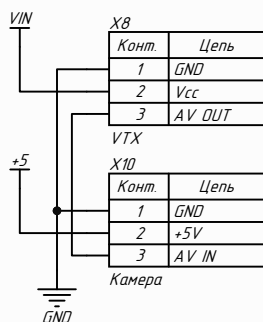 VIN
X8
Конт. Цепь
1 GND
2 Vcc
3 AV OUT
VTX
+5
X10
Конт. Цепь
1 GND
2 +5V
3 AV IN
Камера
GND